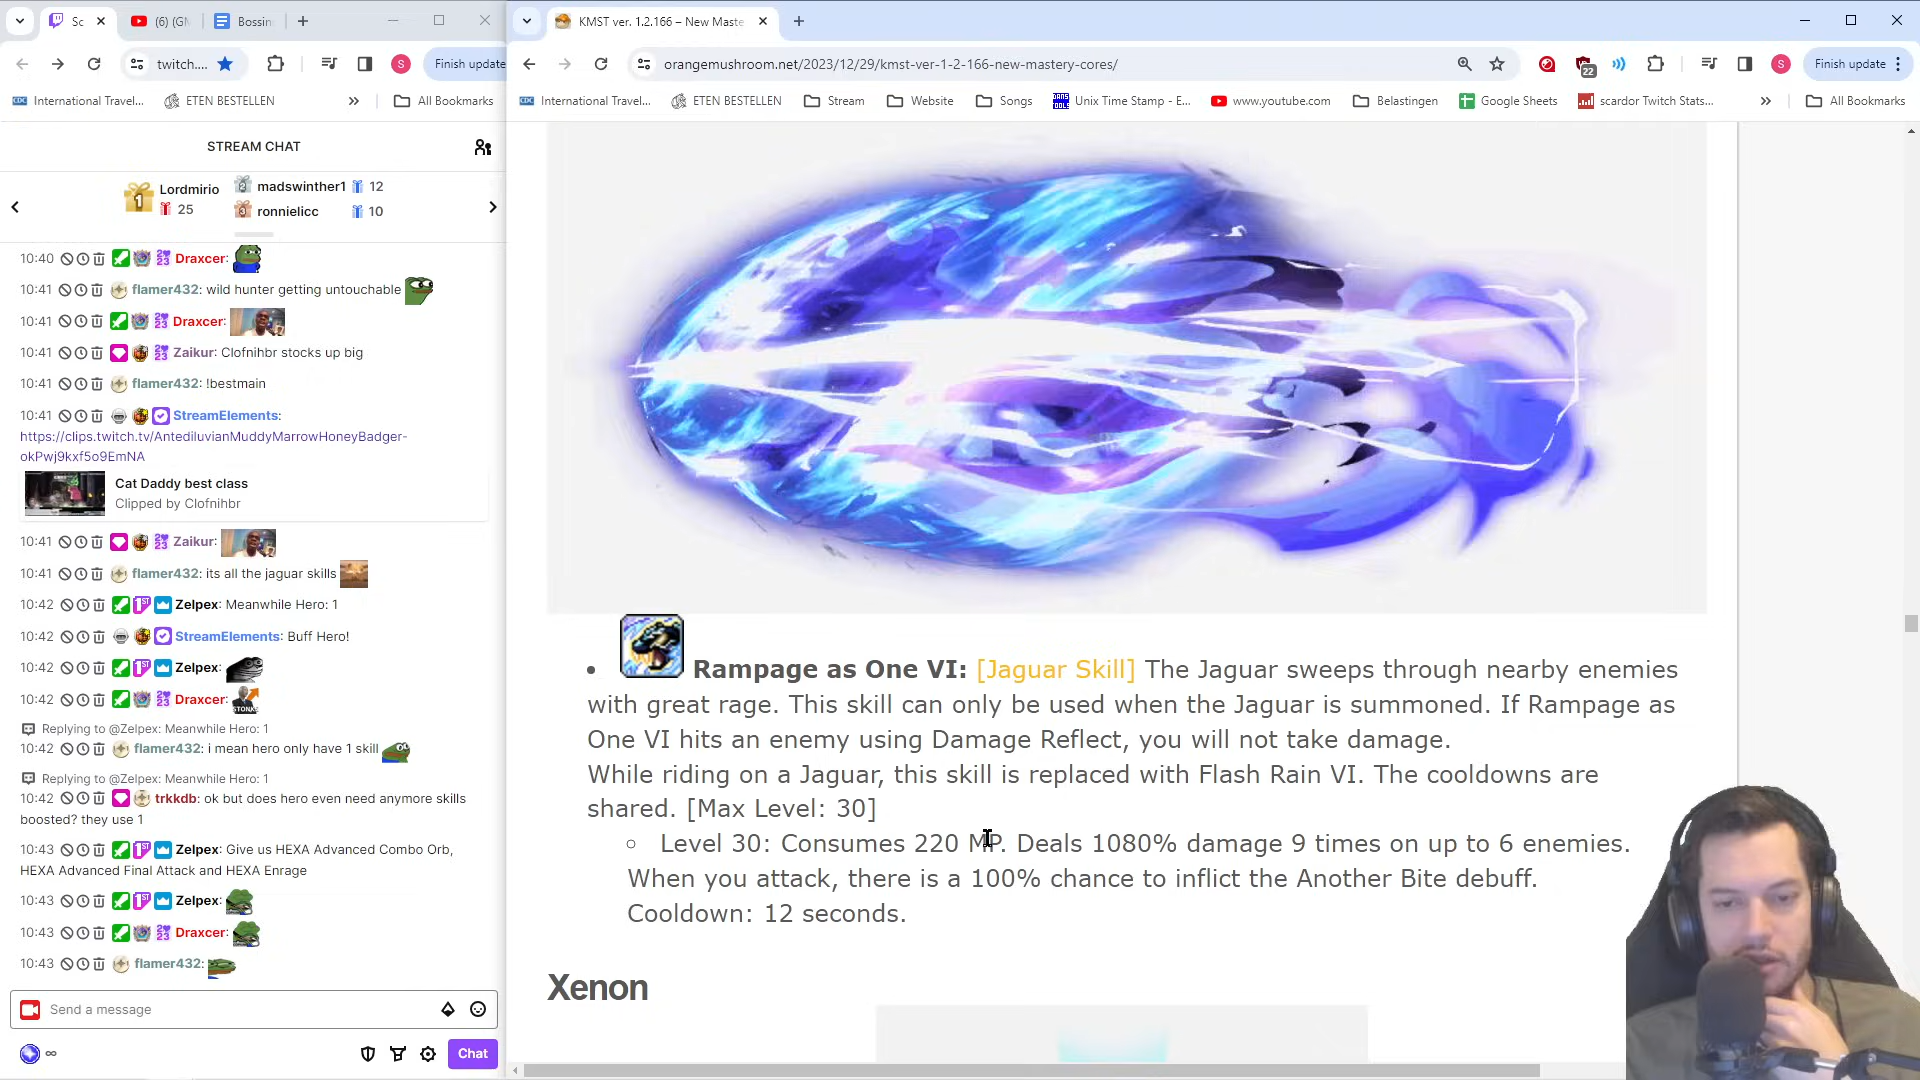 Sc
(6) (GM
Bossin
KMST ver. 1.2.166 – New Maste
twitch....
S
Finish update
orangemushroom.net/2023/12/29/kmst-ver-1-2-166-new-mastery-cores/
22
S
Finish update
International Travel...
ETEN BESTELLEN
All Bookmarks
International Travel...
ETEN BESTELLEN
Stream
Website
Songs
Unix Time Stamp - E...
www.youtube.com
Belastingen
Google Sheets
scardor Twitch Stats...
All Bookmarks
STREAM CHAT
1
Lordmirio
25
2
madswinther1
12
3
ronnielicc
10
10:40 Draxcer:
10:41 flamer432: wild hunter getting untouchable
10:41 Draxcer:
10:41 Zaikur: Clofnihbr stocks up big
10:41 flamer432: !bestmain
10:41 StreamElements:
https://clips.twitch.tv/AntediluvianMuddyMarrowHoneyBadger-
okPwj9kxf5o9EmNA
Cat Daddy best class
Clipped by Clofnihbr
10:41 Zaikur:
10:41 flamer432: its all the jaguar skills
10:42 Zelpex: Meanwhile Hero: 1
10:42 StreamElements: Buff Hero!
10:42 Zelpex:
10:42 Draxcer:
Replying to @Zelpex: Meanwhile Hero: 1
10:42 flamer432: i mean hero only have 1 skill
Replying to @Zelpex: Meanwhile Hero: 1
10:42 trkkdb: ok but does hero even need anymore skills
boosted? they use 1
10:43 Zelpex: Give us HEXA Advanced Combo Orb,
HEXA Advanced Final Attack and HEXA Enrage
10:43 Zelpex:
10:43 Draxcer:
10:43 flamer432:
Send a message
∞
Chat
Rampage as One VI: [Jaguar Skill] The Jaguar sweeps through nearby enemies
with great rage. This skill can only be used when the Jaguar is summoned. If Rampage as
One VI hits an enemy using Damage Reflect, you will not take damage.
While riding on a Jaguar, this skill is replaced with Flash Rain VI. The cooldowns are
shared. [Max Level: 30]
Level 30: Consumes 220 MP. Deals 1080% damage 9 times on up to 6 enemies.
When you attack, there is a 100% chance to inflict the Another Bite debuff.
Cooldown: 12 seconds.
Xenon